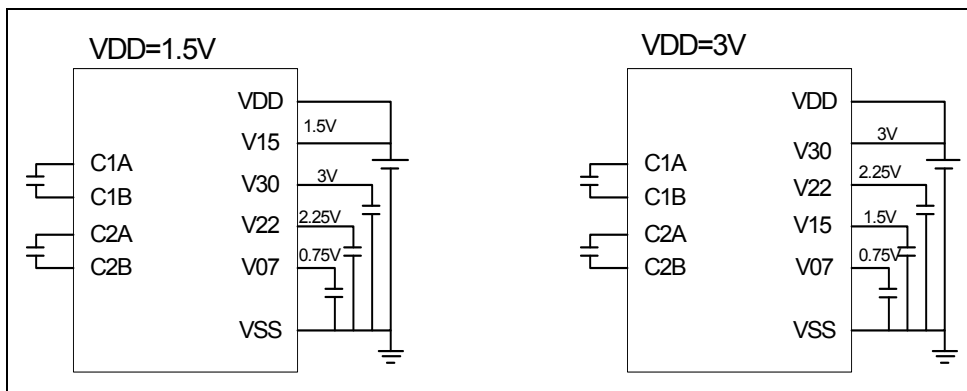 VDD=1.5V
VDD
1.5V
V15
C1A
3V
V30
C1B
2.25V
V22
C2A
0.75V
V07
C2B
VSS
VDD=3V
VDD
3V
V30
C1A
2.25V
V22
C1B
1.5V
V15
C2A
0.75V
V07
C2B
VSS